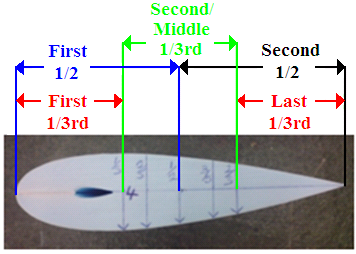 Second/
Middle
1/3rd
First
1/2
Second
1/2
First
1/3rd
Last
1/3rd
4